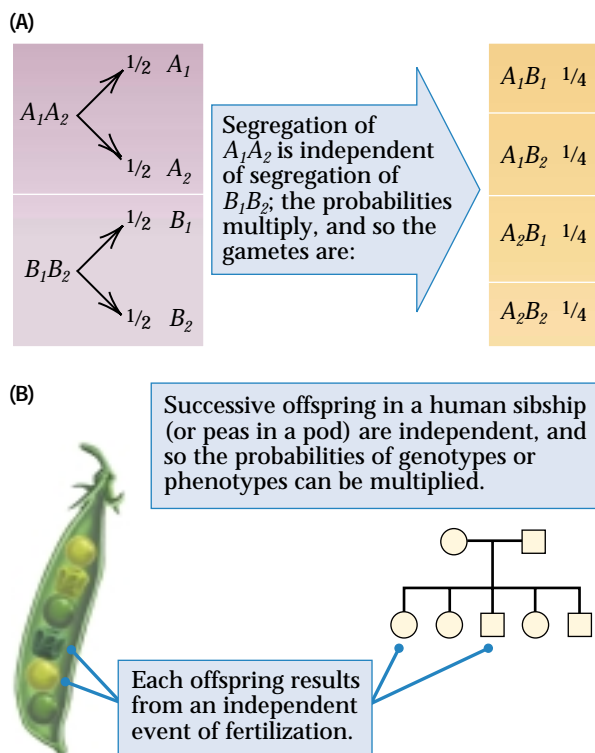 (A)
1/2 A₁
A₁A₂
1/2 A₂
1/2 B₁
B₁B₂
1/2 B₂
Segregation of
A₁A₂ is independent
of segregation of
B₁B₂; the probabilities
multiply, and so the
gametes are:
A₁B₁ 1/4
A₁B₂ 1/4
A₂B₁ 1/4
A₂B₂ 1/4
(B)
Successive offspring in a human sibship
(or peas in a pod) are independent, and
so the probabilities of genotypes or
phenotypes can be multiplied.
Each offspring results
from an independent
event of fertilization.